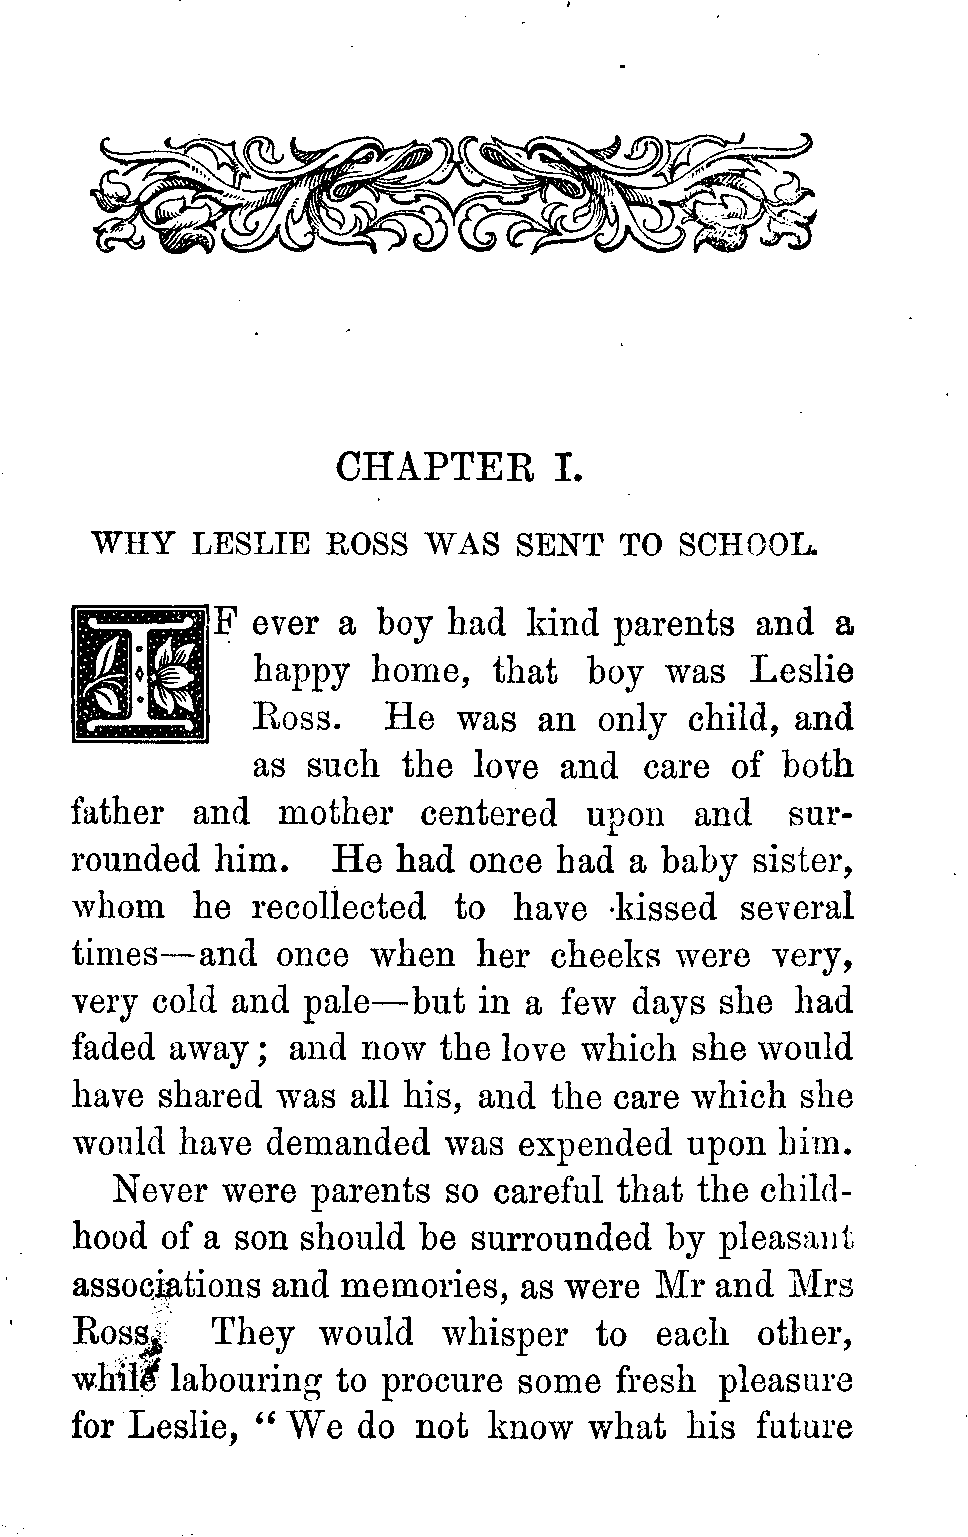 CHAPTER I.
WHY LESLIE ROSS WAS SENT TO SCHOOL.
IF ever a boy had kind parents and a
happy home, that boy was Leslie
Ross. He was an only child, and
as such the love and care of both
father and mother centered upon and sur-
rounded him. He had once had a baby sister,
whom he recollected to have kissed several
times—and once when her cheeks were very,
very cold and pale—but in a few days she had
faded away; and now the love which she would
have shared was all his, and the care which she
would have demanded was expended upon him.
Never were parents so careful that the child-
hood of a son should be surrounded by pleasant
associations and memories, as were Mr and Mrs
Ross. They would whisper to each other,
while labouring to procure some fresh pleasure
for Leslie, “We do not know what his future